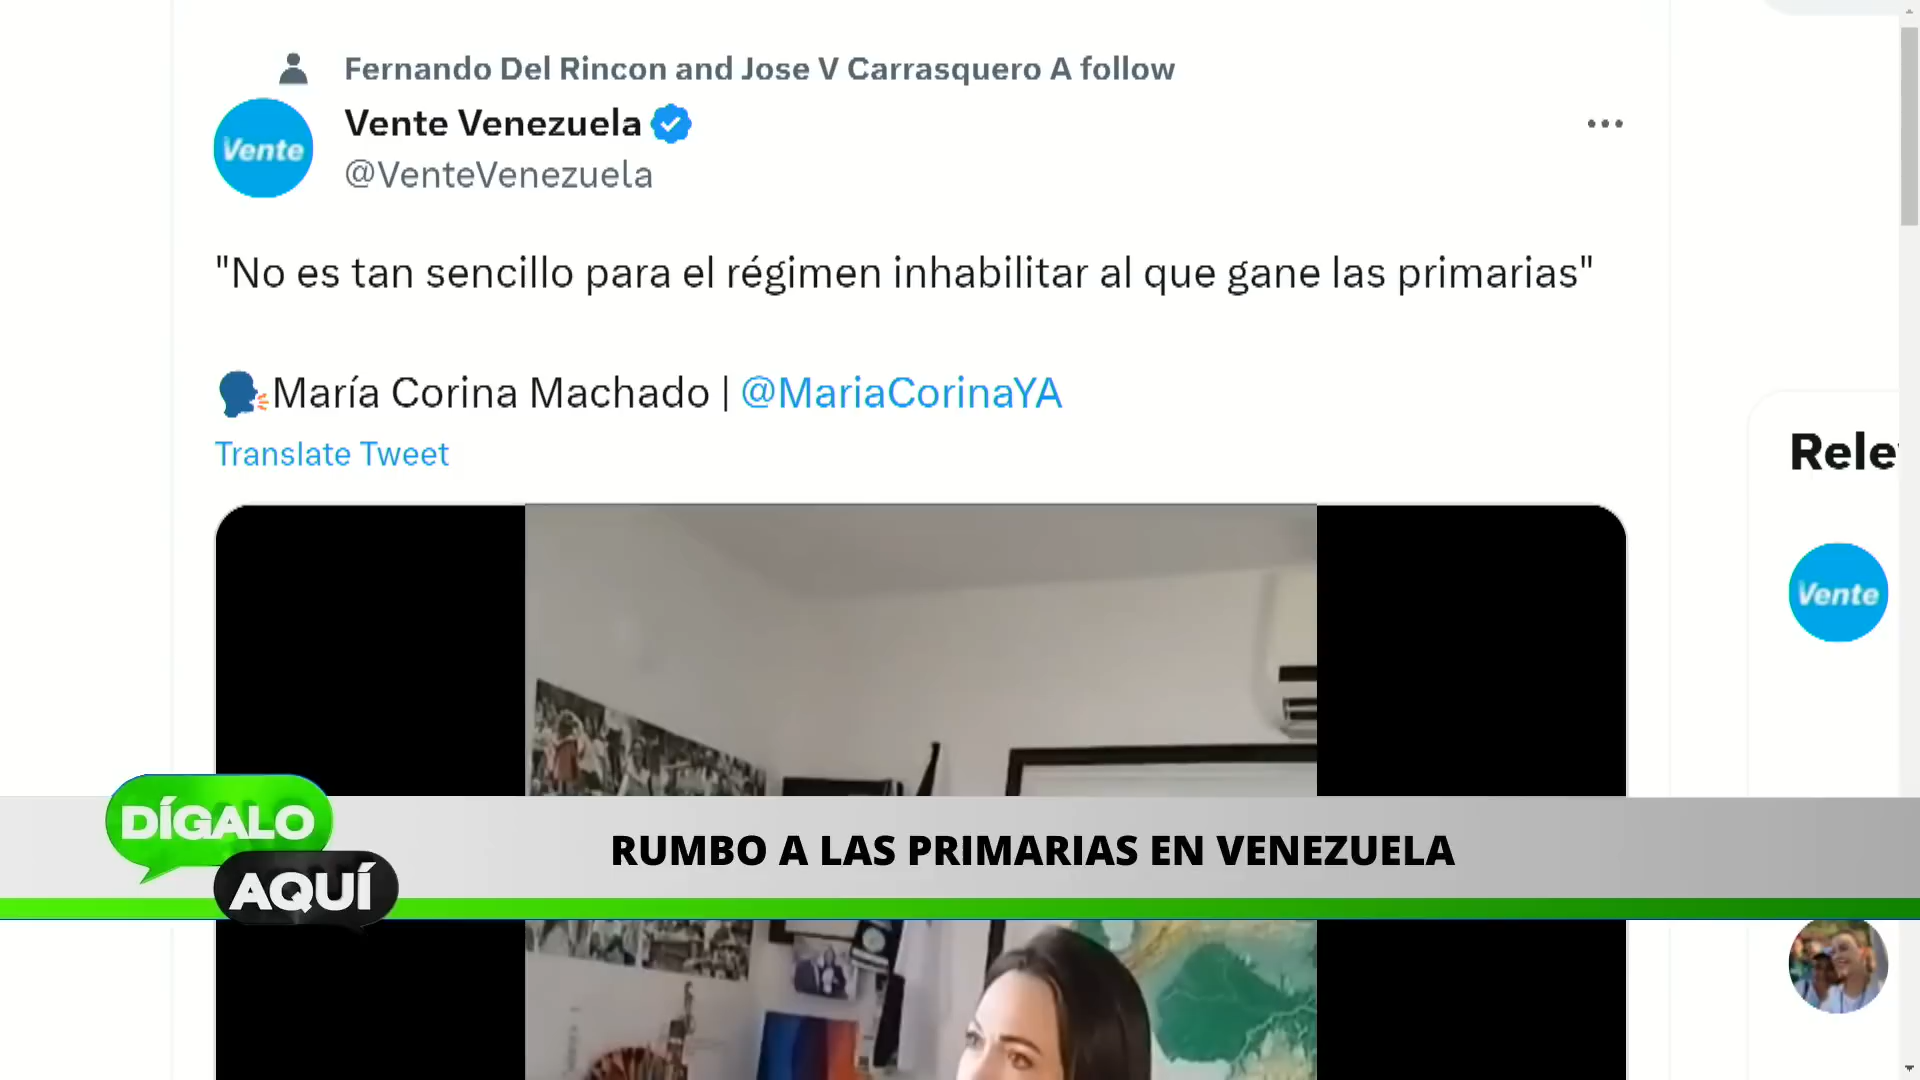 Fernando Del Rincon and Jose V Carrasquero A follow
Vente
Vente Venezuela
@VenteVenezuela
"No es tan sencillo para el régimen inhabilitar al que gane las primarias"
María Corina Machado | @MariaCorinaYA
Translate Tweet
Rele
Vente
DÍGALO
AQUÍ
RUMBO A LAS PRIMARIAS EN VENEZUELA